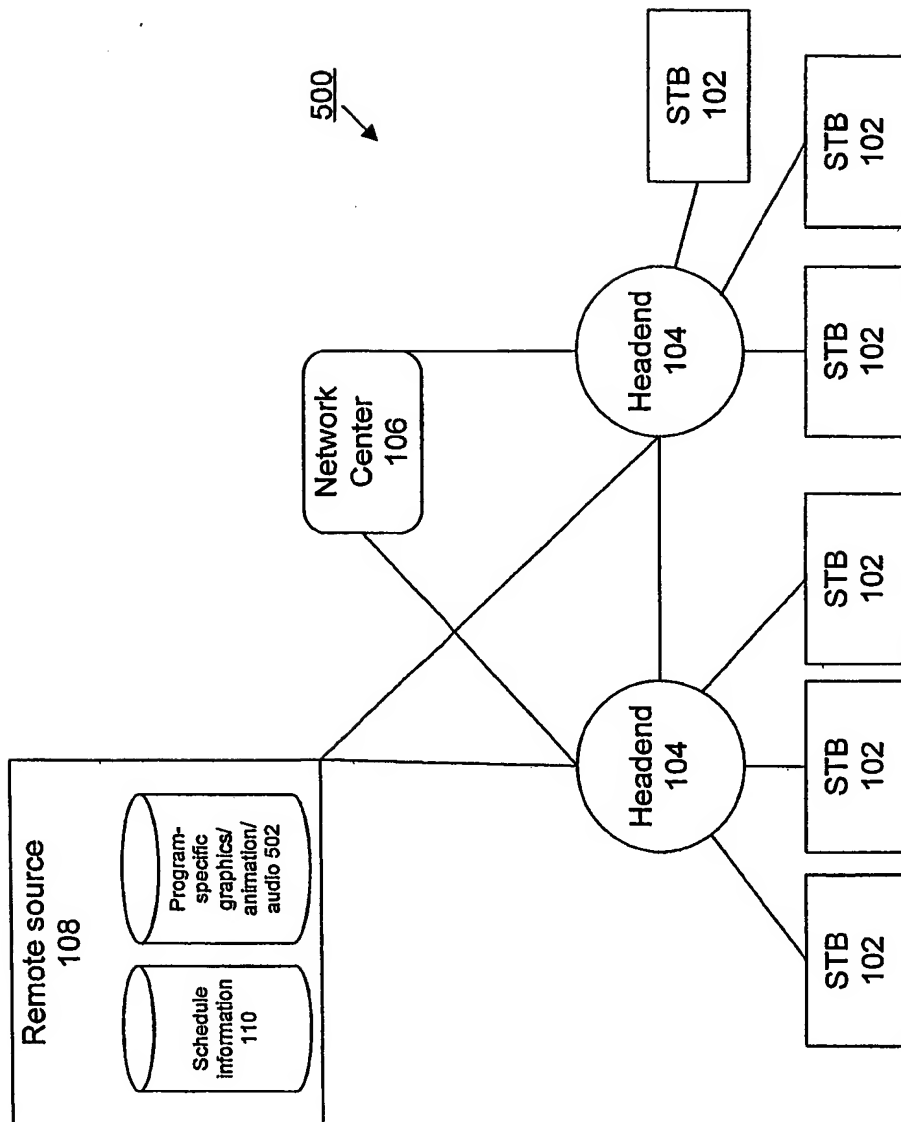 Remote source
108
Schedule
information
110
Program-
specific
graphics/
animation/
audio 502
500
Network
Center
106
Headend
104
Headend
104
STB
102
STB
102
STB
102
STB
102
STB
102
STB
102